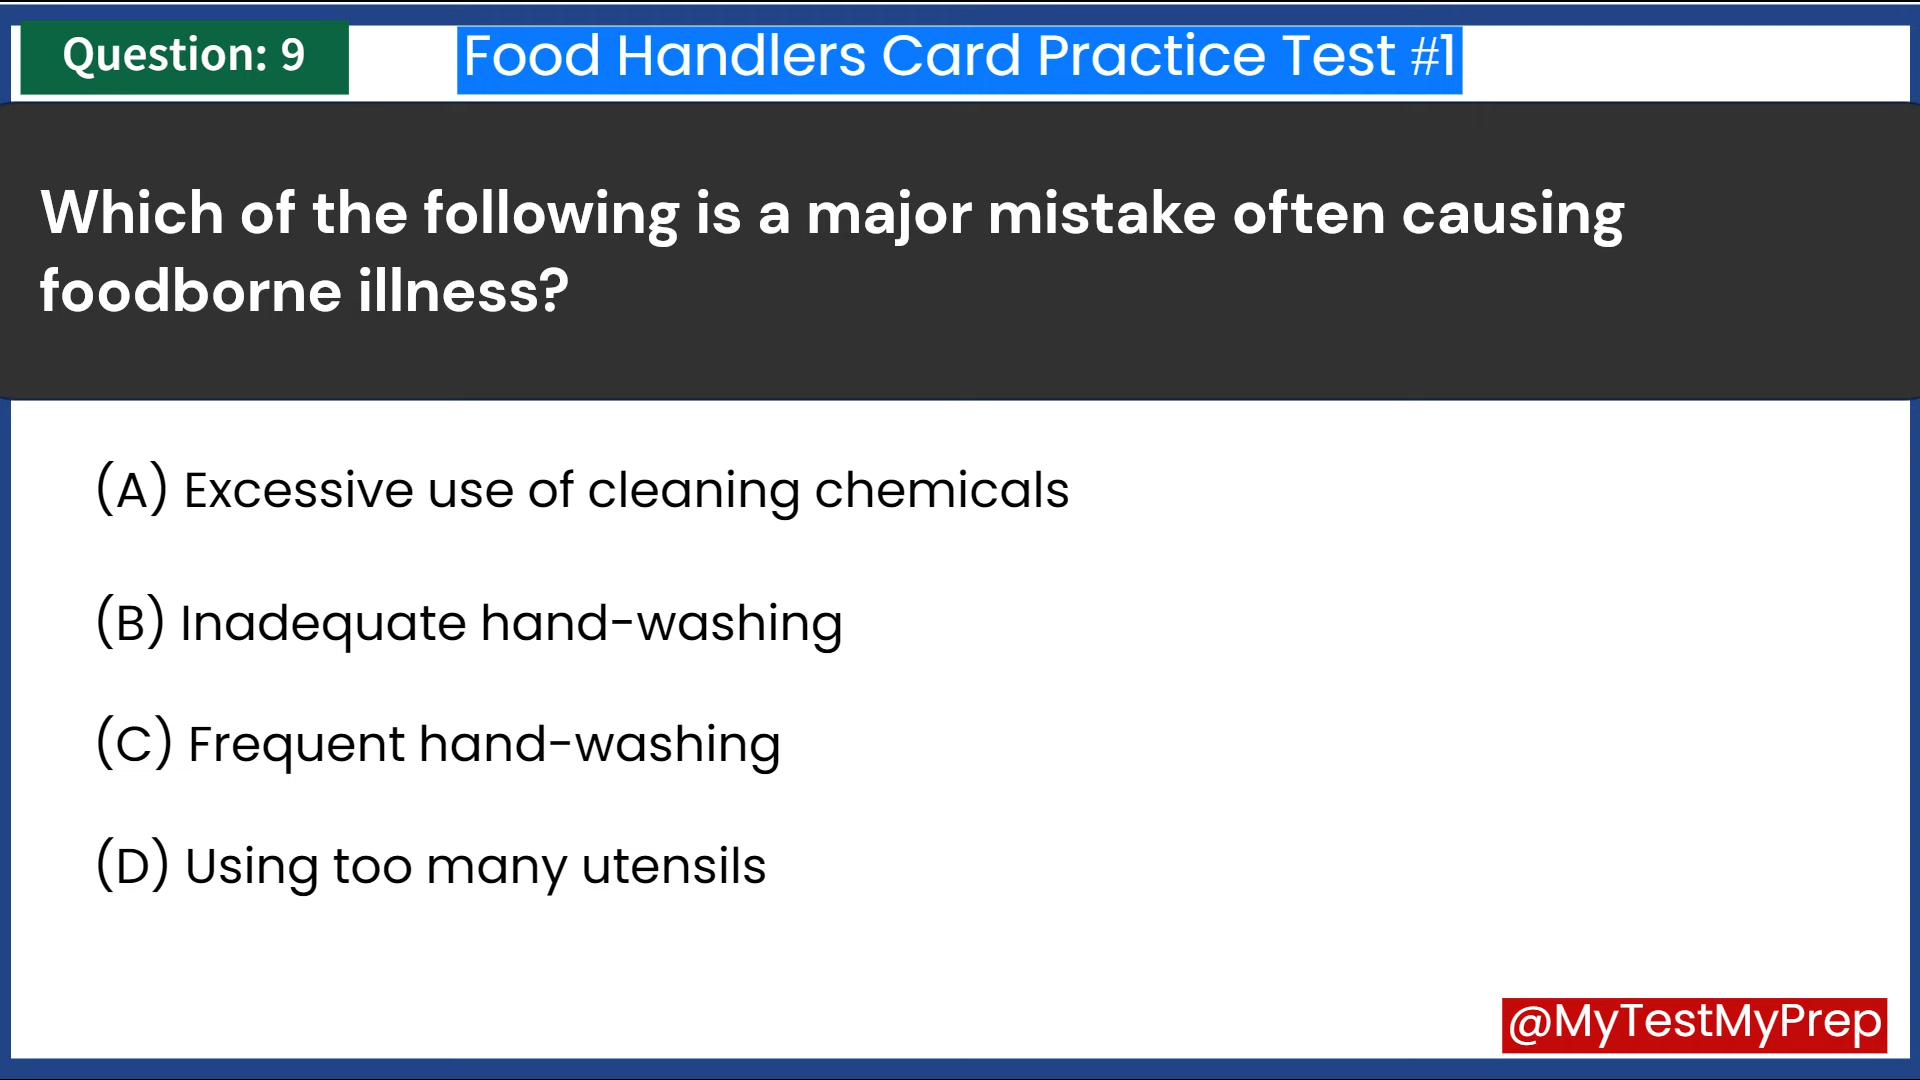 Question: 9
Food Handlers Card Practice Test #1
Which of the following is a major mistake often causing
foodborne illness?
(A) Excessive use of cleaning chemicals
(B) Inadequate hand-washing
(C) Frequent hand-washing
(D) Using too many utensils
@MyTestMyPrep